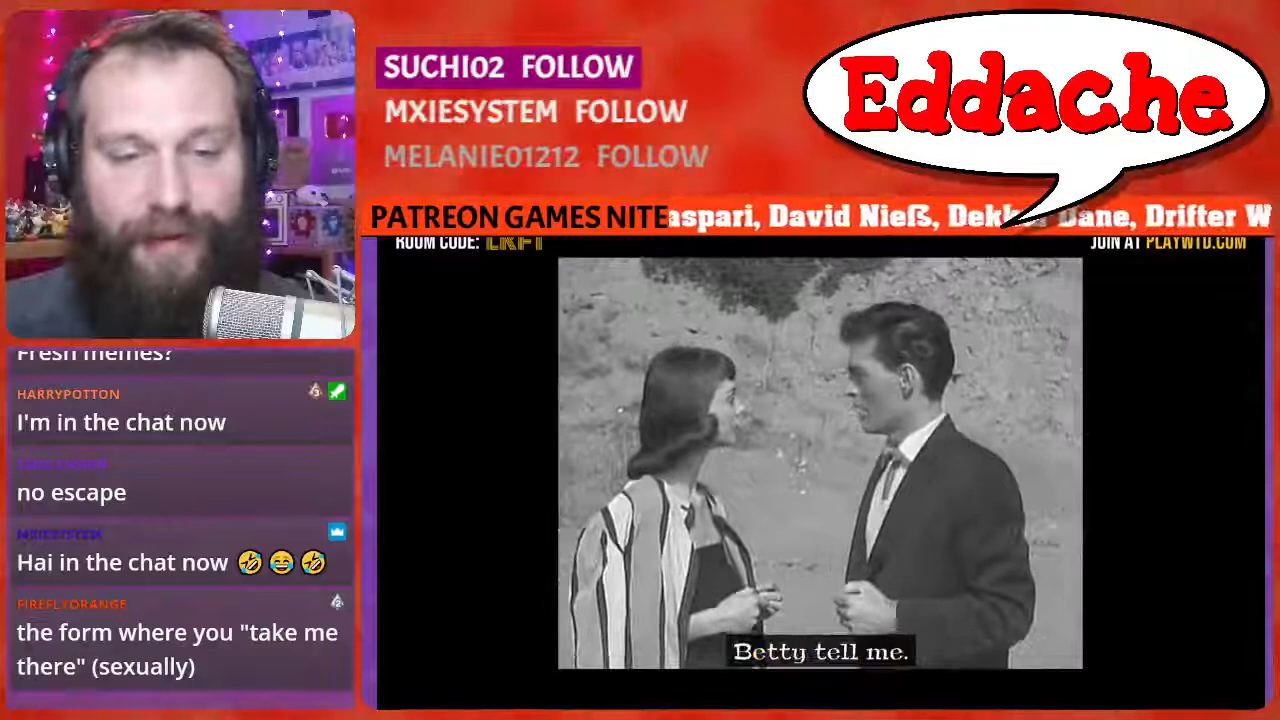 SUCHI02 FOLLOW
MXIESYSTEM FOLLOW
MELANIE01212 FOLLOW
Eddache
PATREON GAMES NITE
aspari, David Nieß, Dane, Drifter W
ROOM CODE:
JOIN AT PLAYWTD.COM
Fresh memes?
HARRYPOTTON
I'm in the chat now
no escape
MXIESYSTEM
Hai in the chat now 🤣 😂 🤣
FIREFLYORANGE
the form where you "take me
there" (sexually)
Betty tell me.